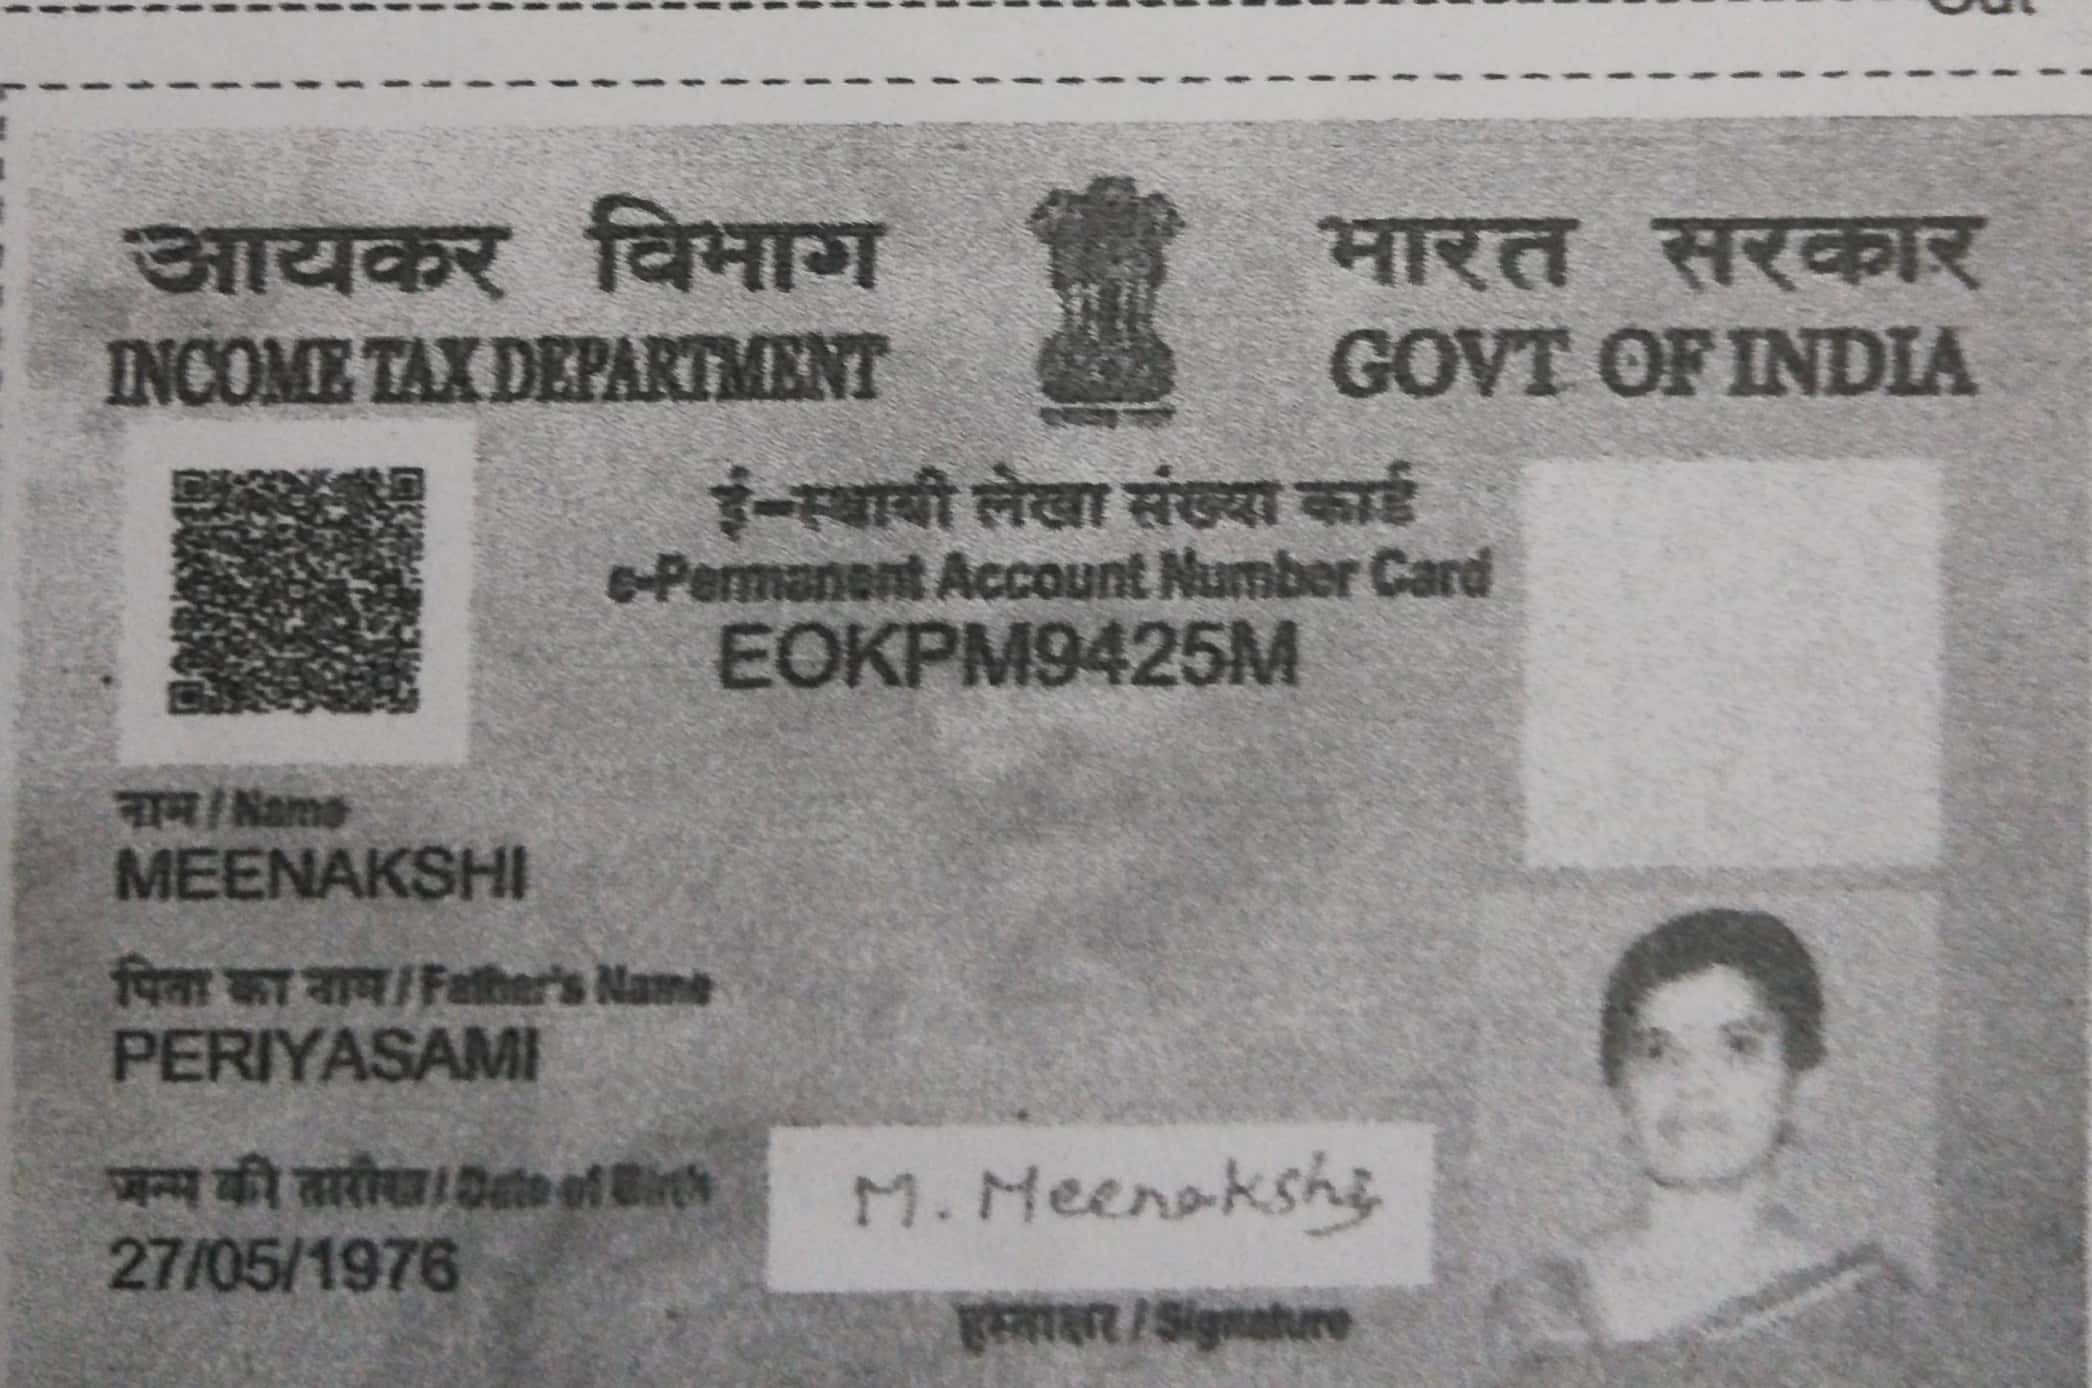 आयकर विभाग
INCOME TAX DEPARTMENT
भारत सरकार
GOVT OF INDIA
ई-स्थायी लेखा संख्या कार्ड
e-Permanent Account Number Card
EOKPM9425M
नाम / Name
MEENAKSHI
पिता का नाम / Father's Name
PERIYASAMI
जन्म की तारीख / Date of Birth
27/05/1976
M. Meenakshi
हस्ताक्षर / Signature